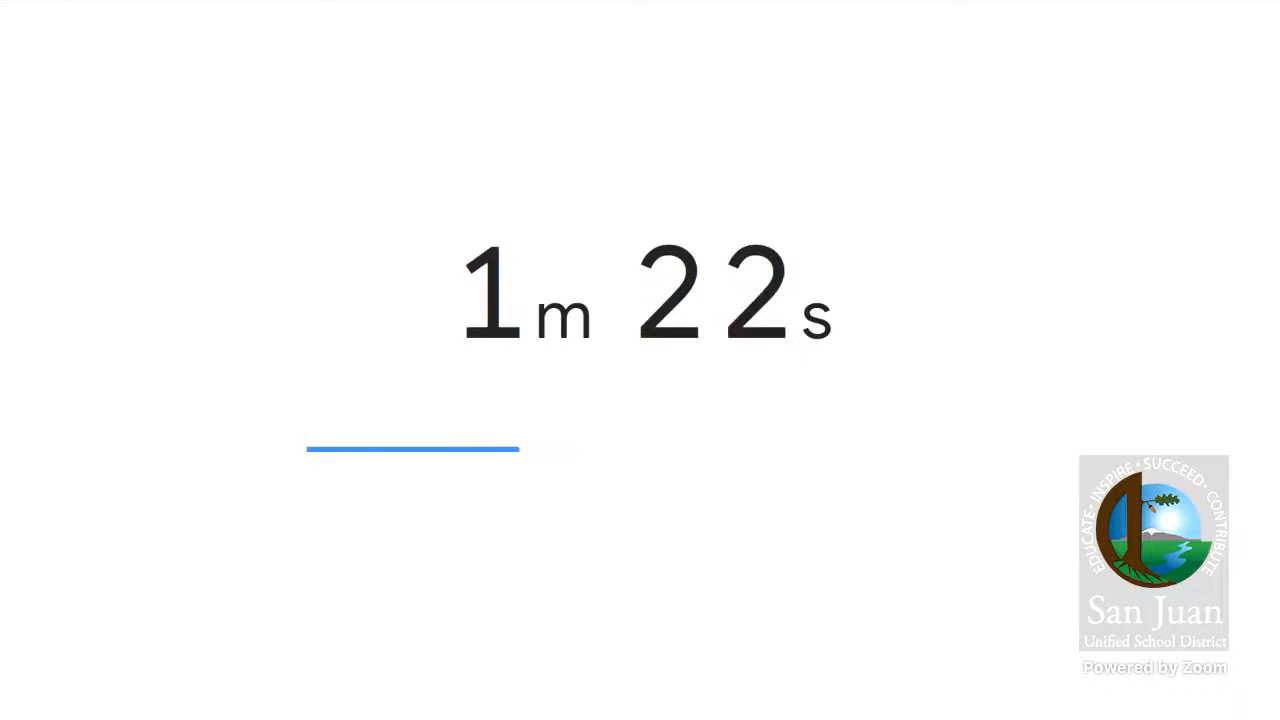 1m 22s
EDUCATE • INSPIRE • SUCCEED • CONTRIBUTE
San Juan
Unified School District
Powered by Zoom